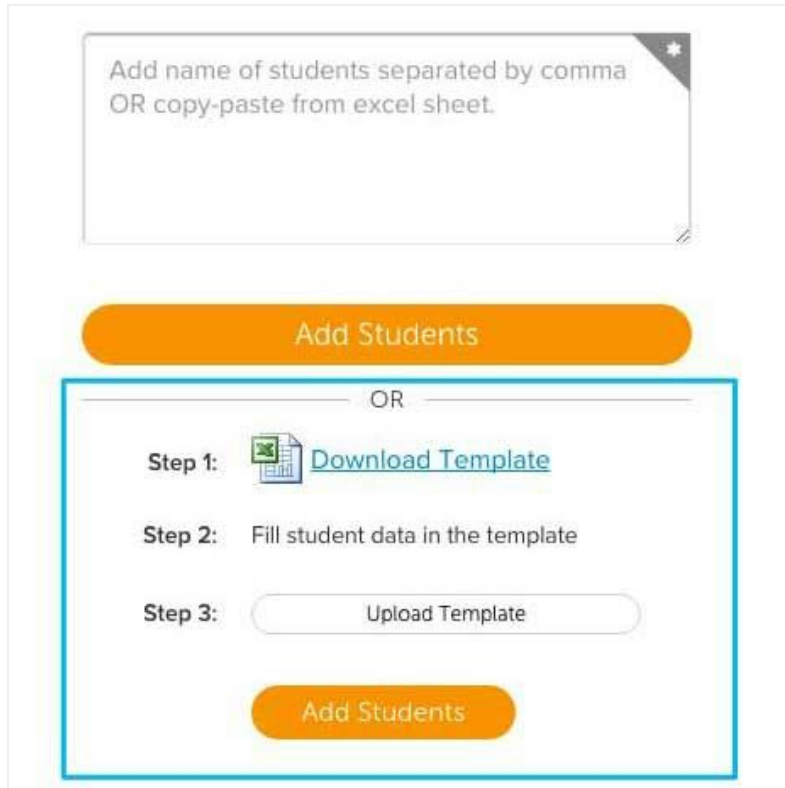 Add name of students separated by comma
OR copy-paste from excel sheet.
Add Students
OR
Step 1: Download Template
Step 2: Fill student data in the template
Step 3: Upload Template
Add Students